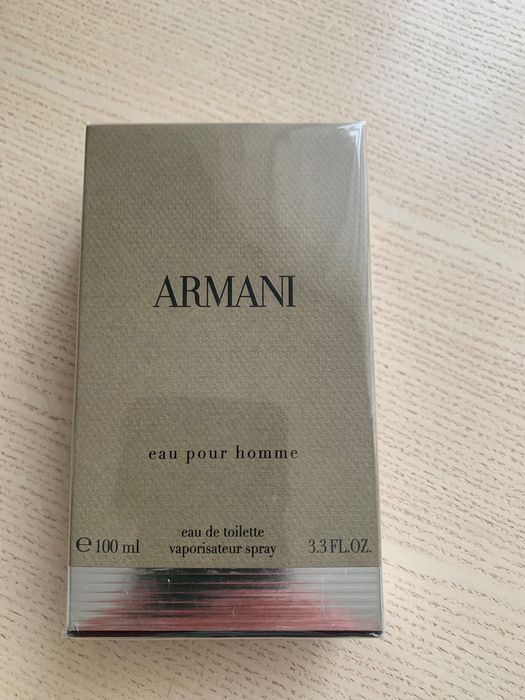 ARMANI
eau pour homme
eau de toilette
℮ 100 ml vaporisateur spray 3.3 FL.OZ.